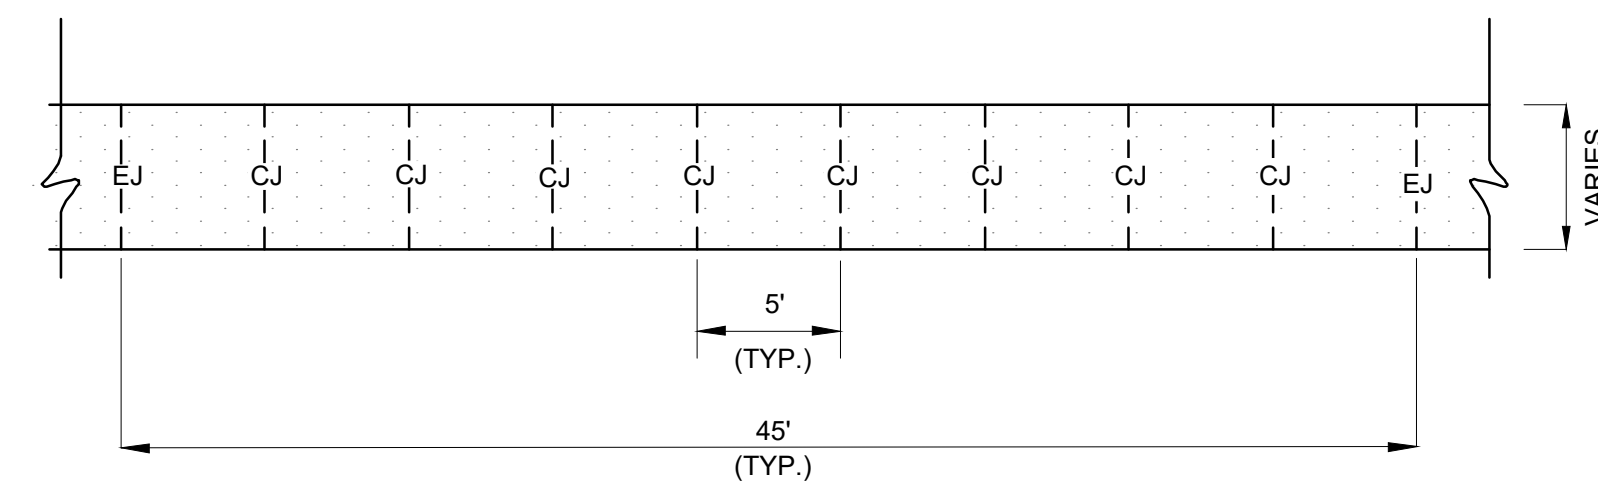 EJ CJ CJ CJ CJ CJ CJ CJ CJ EJ
VARIES
5'
(TYP.)
45'
(TYP.)